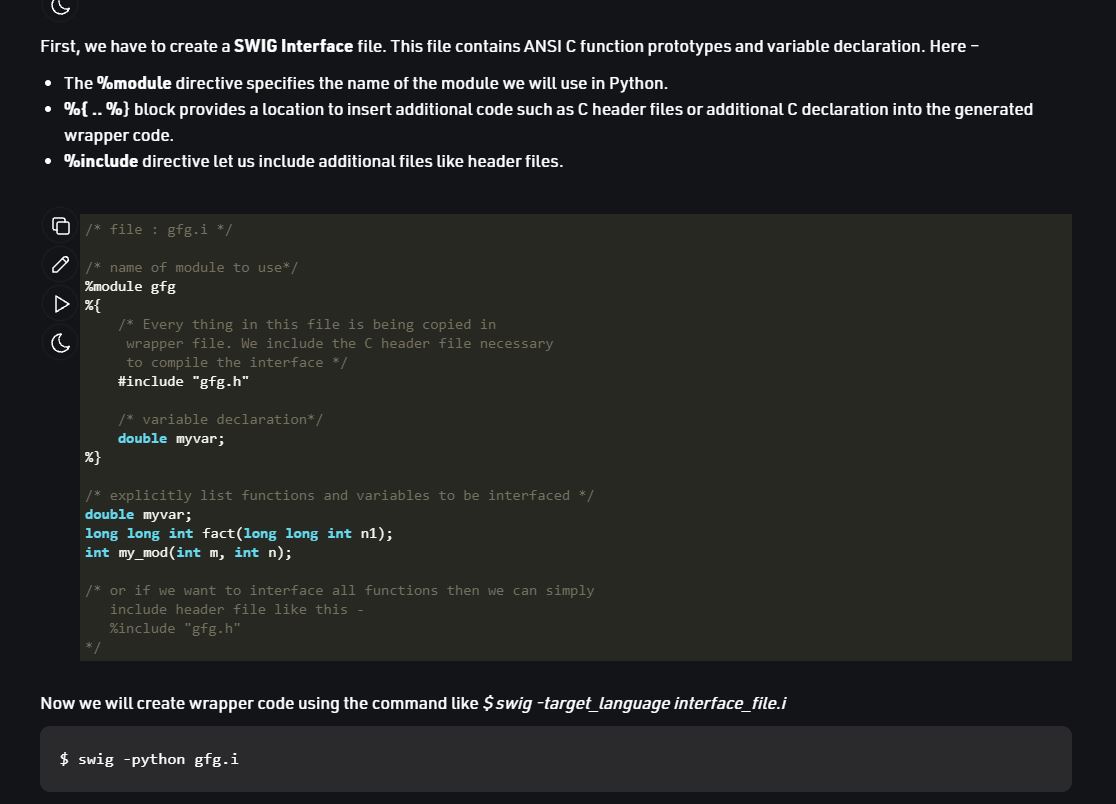 First, we have to create a SWIG Interface file. This file contains ANSI C function prototypes and variable declaration. Here –
• The %module directive specifies the name of the module we will use in Python.
• %{ .. %} block provides a location to insert additional code such as C header files or additional C declaration into the generated
wrapper code.
• %include directive let us include additional files like header files.
/* file : gfg.i */
/* name of module to use*/
%module gfg
%{
/* Every thing in this file is being copied in
wrapper file. We include the C header file necessary
to compile the interface */
#include "gfg.h"
/* variable declaration*/
double myvar;
%}
/* explicitly list functions and variables to be interfaced */
double myvar;
long long int fact(long long int n1);
int my_mod(int m, int n);
/* or if we want to interface all functions then we can simply
include header file like this -
%include "gfg.h"
*/
Now we will create wrapper code using the command like $ swig -target_language interface_file.i
$ swig -python gfg.i